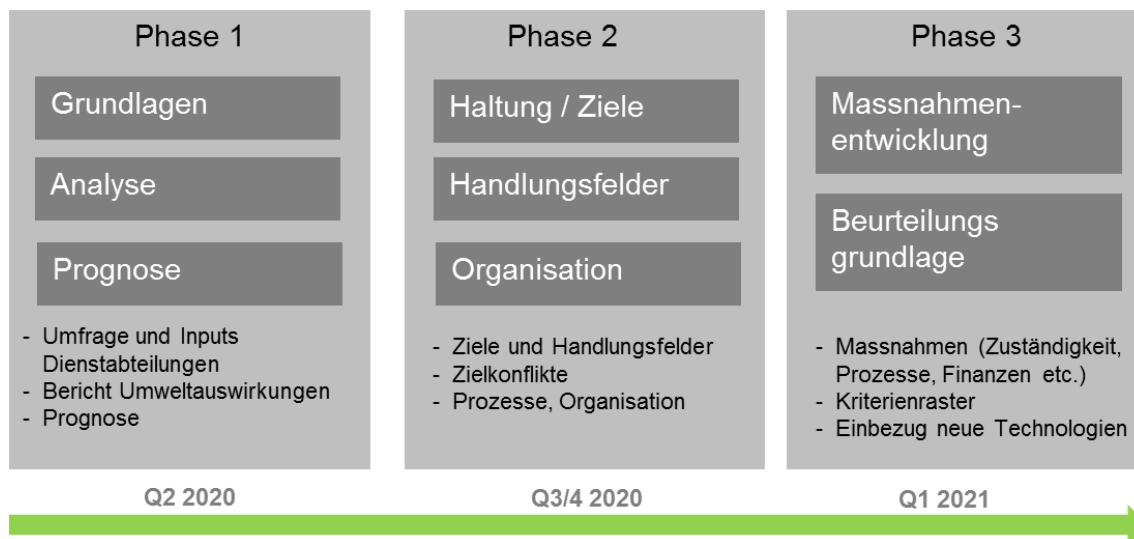 Phase 1
Grundlagen
Analyse
Prognose
- Umfrage und Inputs
Dienstabteilungen
- Bericht Umweltauswirkungen
- Prognose
Q2 2020
Phase 2
Haltung / Ziele
Handlungsfelder
Organisation
- Ziele und Handlungsfelder
- Zielkonflikte
- Prozesse, Organisation
Q3/4 2020
Phase 3
Massnahmen-
entwicklung
Beurteilungs
grundlage
- Massnahmen (Zuständigkeit,
Prozesse, Finanzen etc.)
- Kriterienraster
- Einbezug neue Technologien
Q1 2021